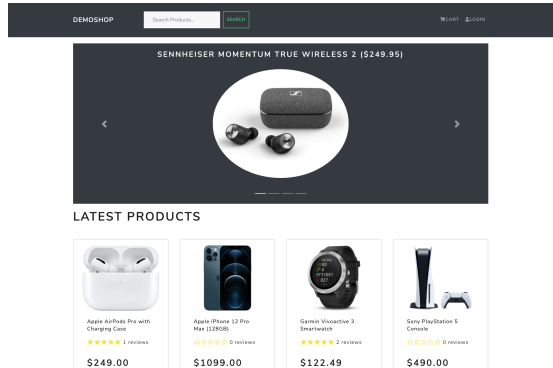 DEMOSHOP
Search Products...
SEARCH
CART
LOGIN
SENNHEISER MOMENTUM TRUE WIRELESS 2 ($249.95)
LATEST PRODUCTS
Apple AirPods Pro with
Charging Case
1 reviews
$249.00
Apple iPhone 12 Pro
Max (128GB)
0 reviews
$1099.00
Garmin Vivoactive 3
Smartwatch
2 reviews
$122.49
Sony PlayStation 5
Console
0 reviews
$490.00